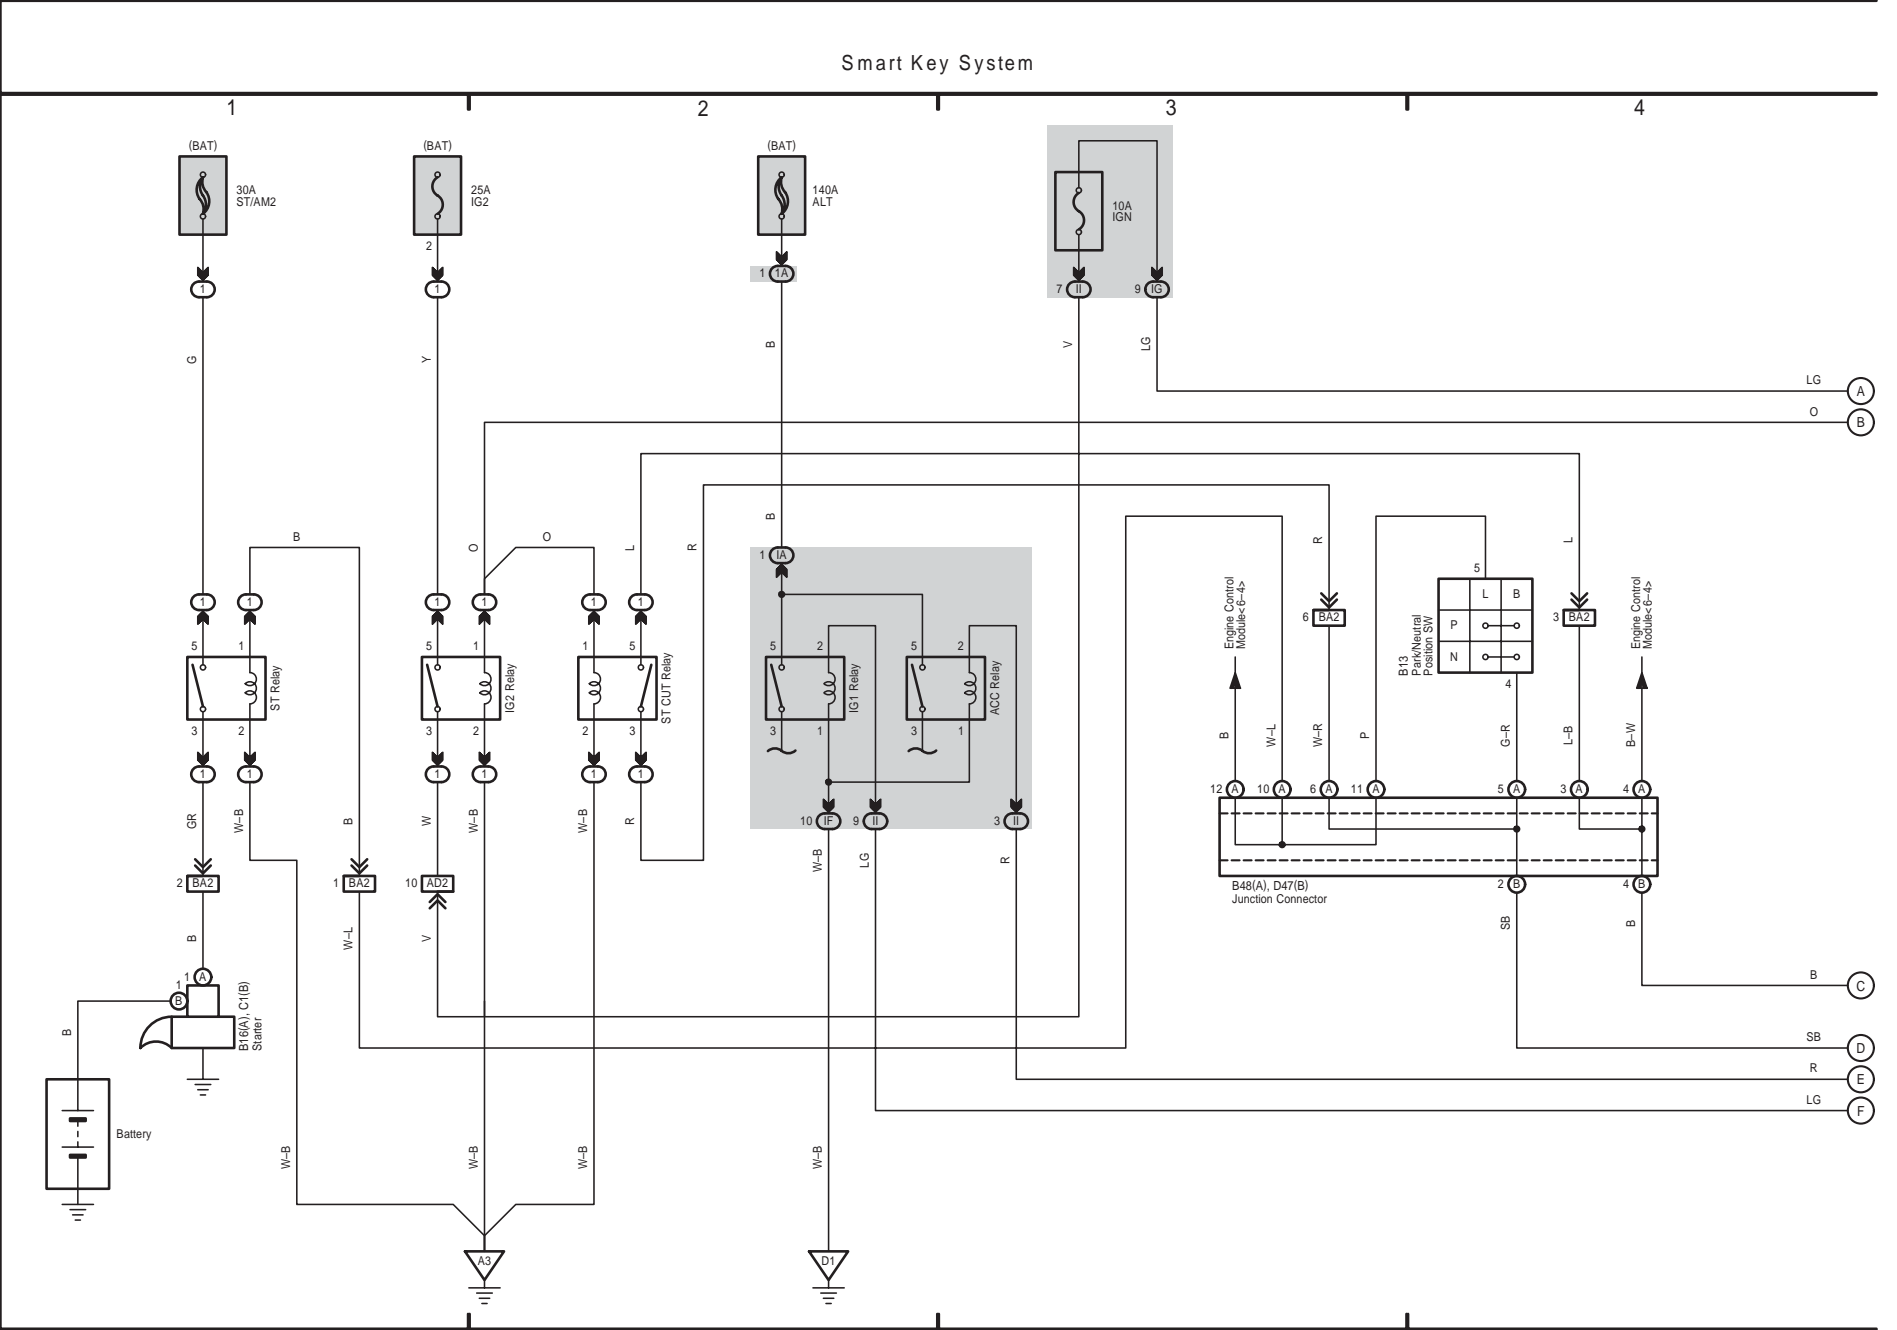 Smart Key System
1
2
3
4
(BAT)
30A
ST/AM2
(BAT)
25A
IG2
2
(BAT)
140A
ALT
10A
IGN
1 1A
1
1
7 II
9 IG
G
Y
B
V
LG
LG
A
O
B
B
O
O
L
R
B
R
L
1 IA
1
1
1
1
1
1
5
1
5
1
1
5
5
2
5
2
ST Relay
IG2 Relay
ST CUT Relay
IG1 Relay
ACC Relay
3
2
3
2
2
3
3
1
3
1
1
1
1
1
1
1
Engine Control
Module<6–4>
6 BA2
5
L
B
P
N
4
B13
Park/Neutral
Position SW
3 BA2
Engine Control
Module<6–4>
B
W–L
W–R
P
G–R
L–B
B–W
12 A
10 A
6 A
11 A
5 A
3 A
4 A
10 IF
9 II
3 II
GR
W–B
B
W
W–B
W–B
R
W–B
LG
R
2 BA2
1 BA2
10 AD2
B48(A), D47(B)
Junction Connector
2 B
4 B
B
W–L
V
SB
B
1 A
1
B
B16(A), C1(B)
Starter
B
B
C
SB
D
R
E
LG
F
Battery
W–B
W–B
W–B
W–B
A3
D1